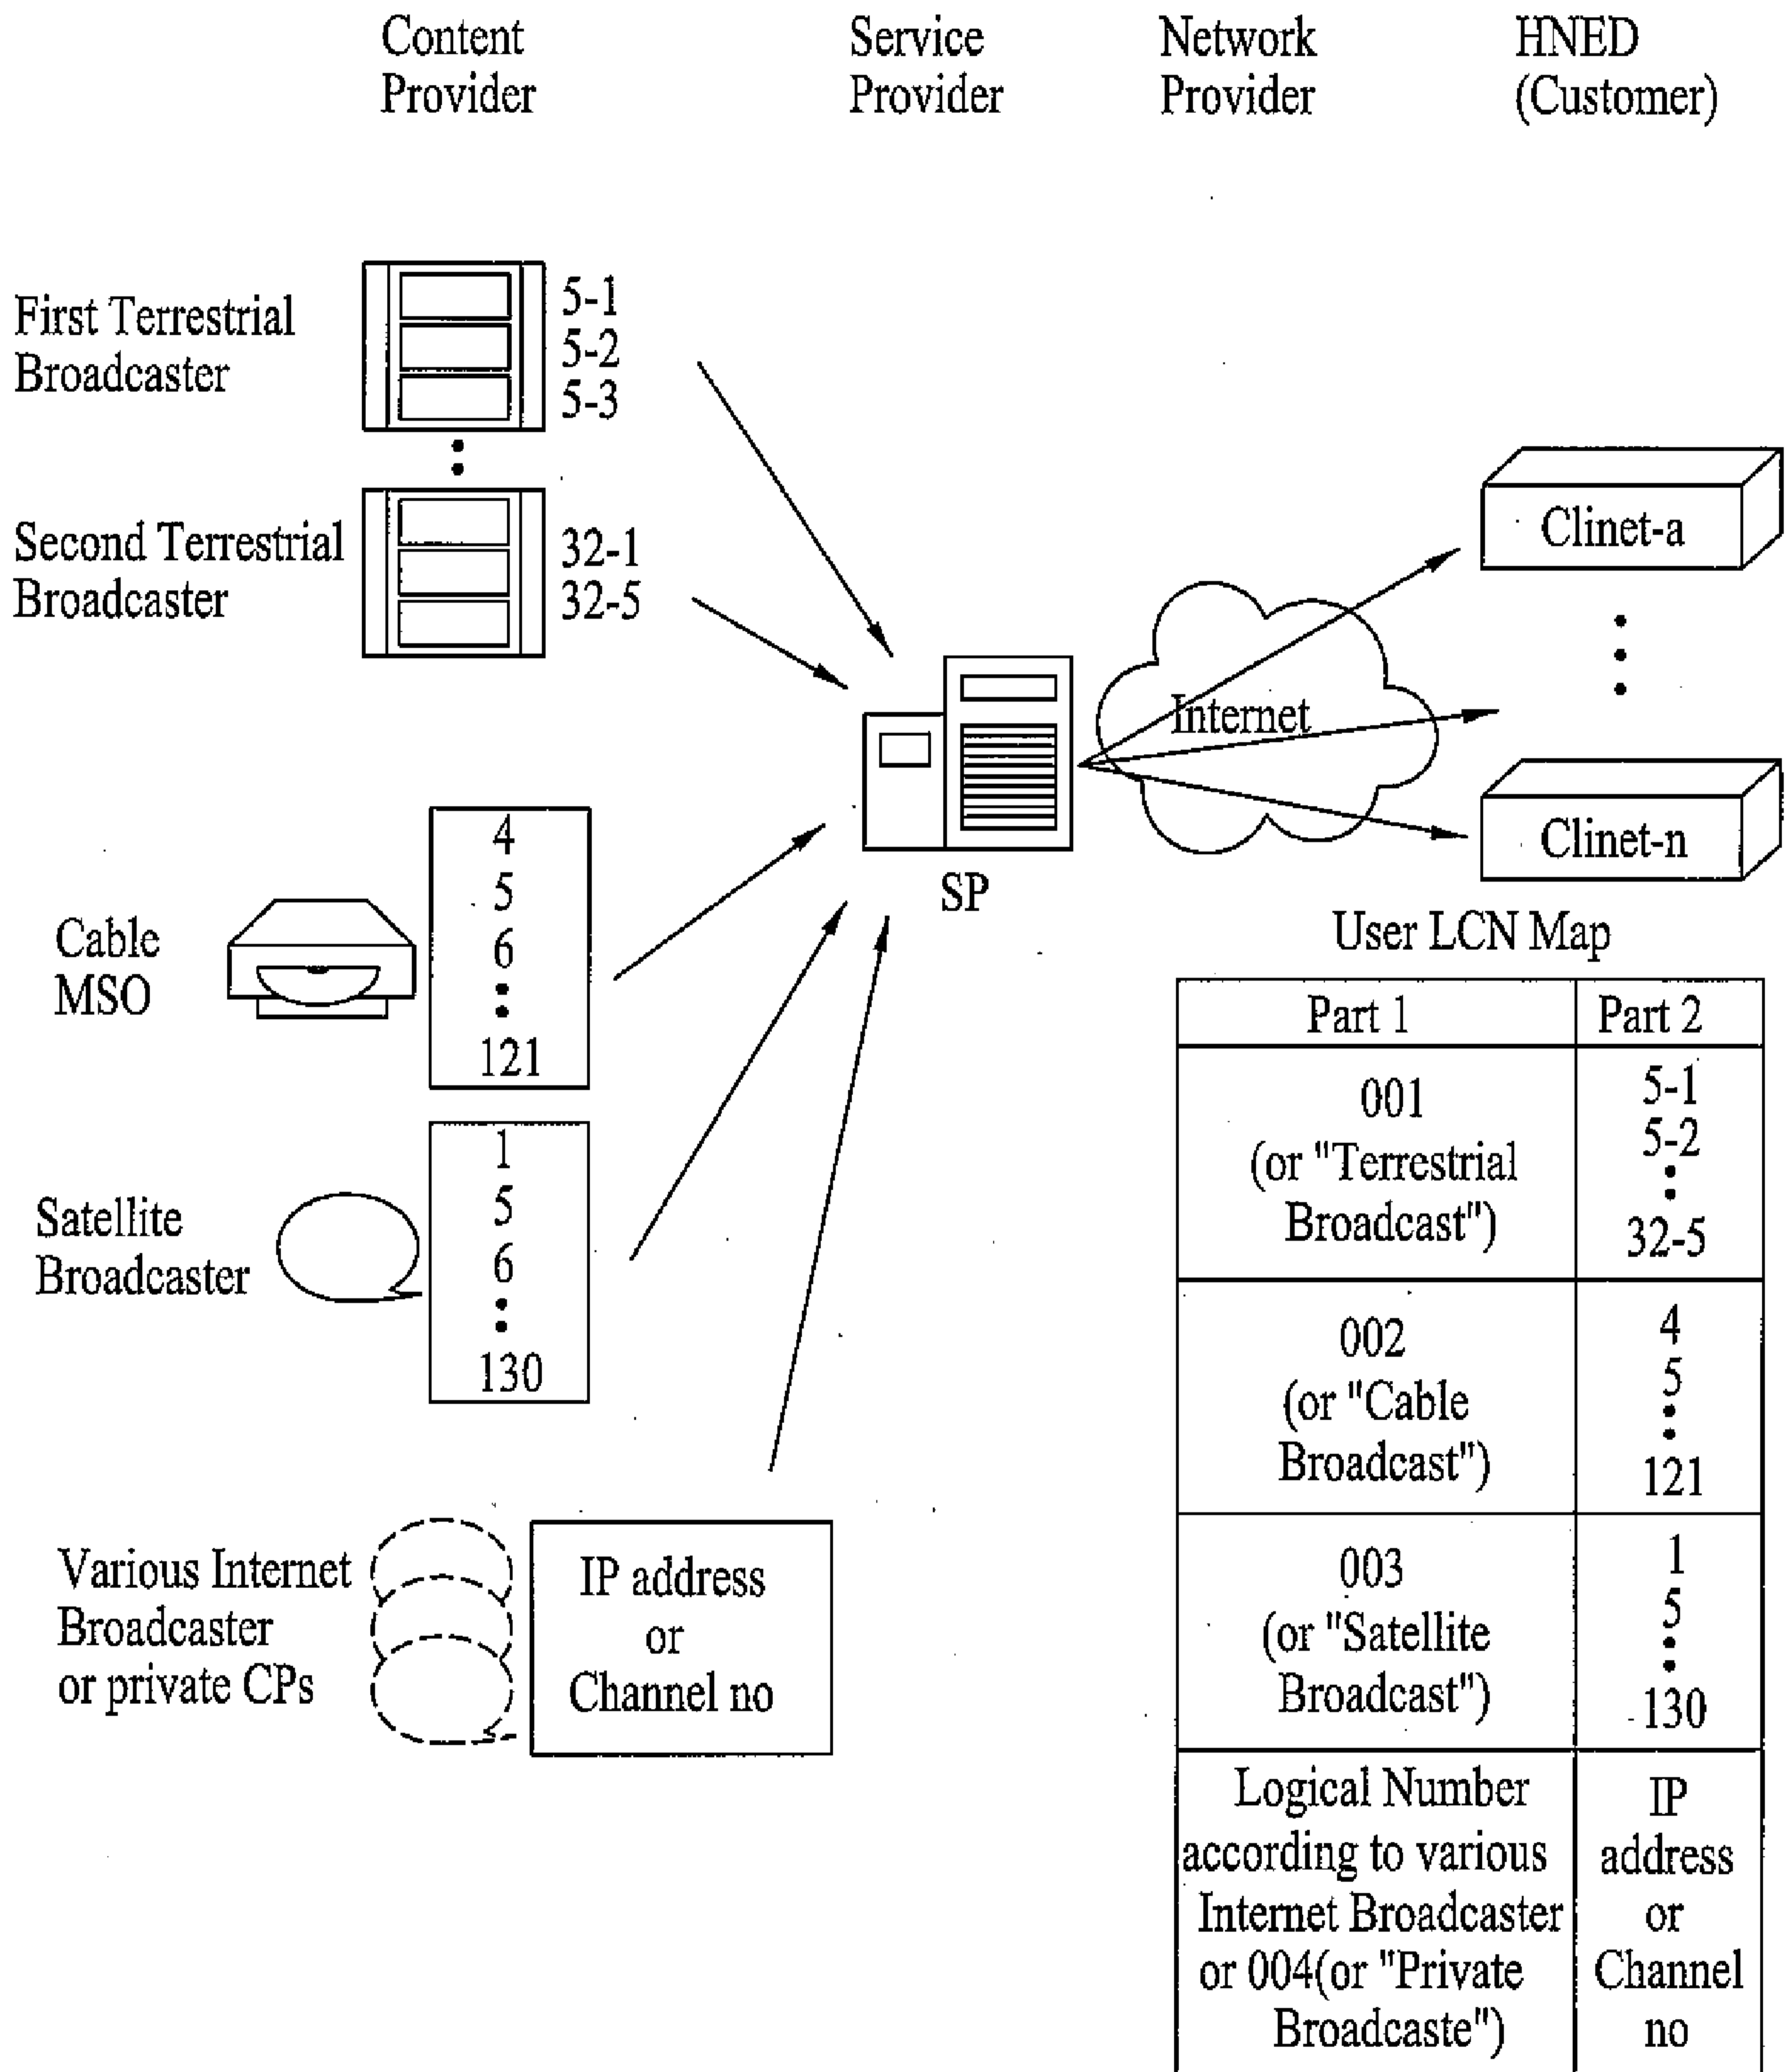 Content
Provider
Service
Provider
Network
Provider
HNED
(Customer)
First Terrestrial
Broadcaster
5-1
5-2
5-3
Second Terrestrial
Broadcaster
32-1
32-5
Cable
MSO
4
5
6
121
Satellite
Broadcaster
1
5
6
130
Various Internet
Broadcaster
or private CPs
IP address
or
Channel no
SP
Internet
Clinet-a
Clinet-n
User LCN Map
Part 1
Part 2
001
(or "Terrestrial
Broadcast")
5-1
5-2
32-5
002
(or "Cable
Broadcast")
4
5
121
003
(or "Satellite
Broadcast")
1
5
130
Logical Number
according to various
Internet Broadcaster
or 004(or "Private
Broadcaste")
IP
address
or
Channel
no